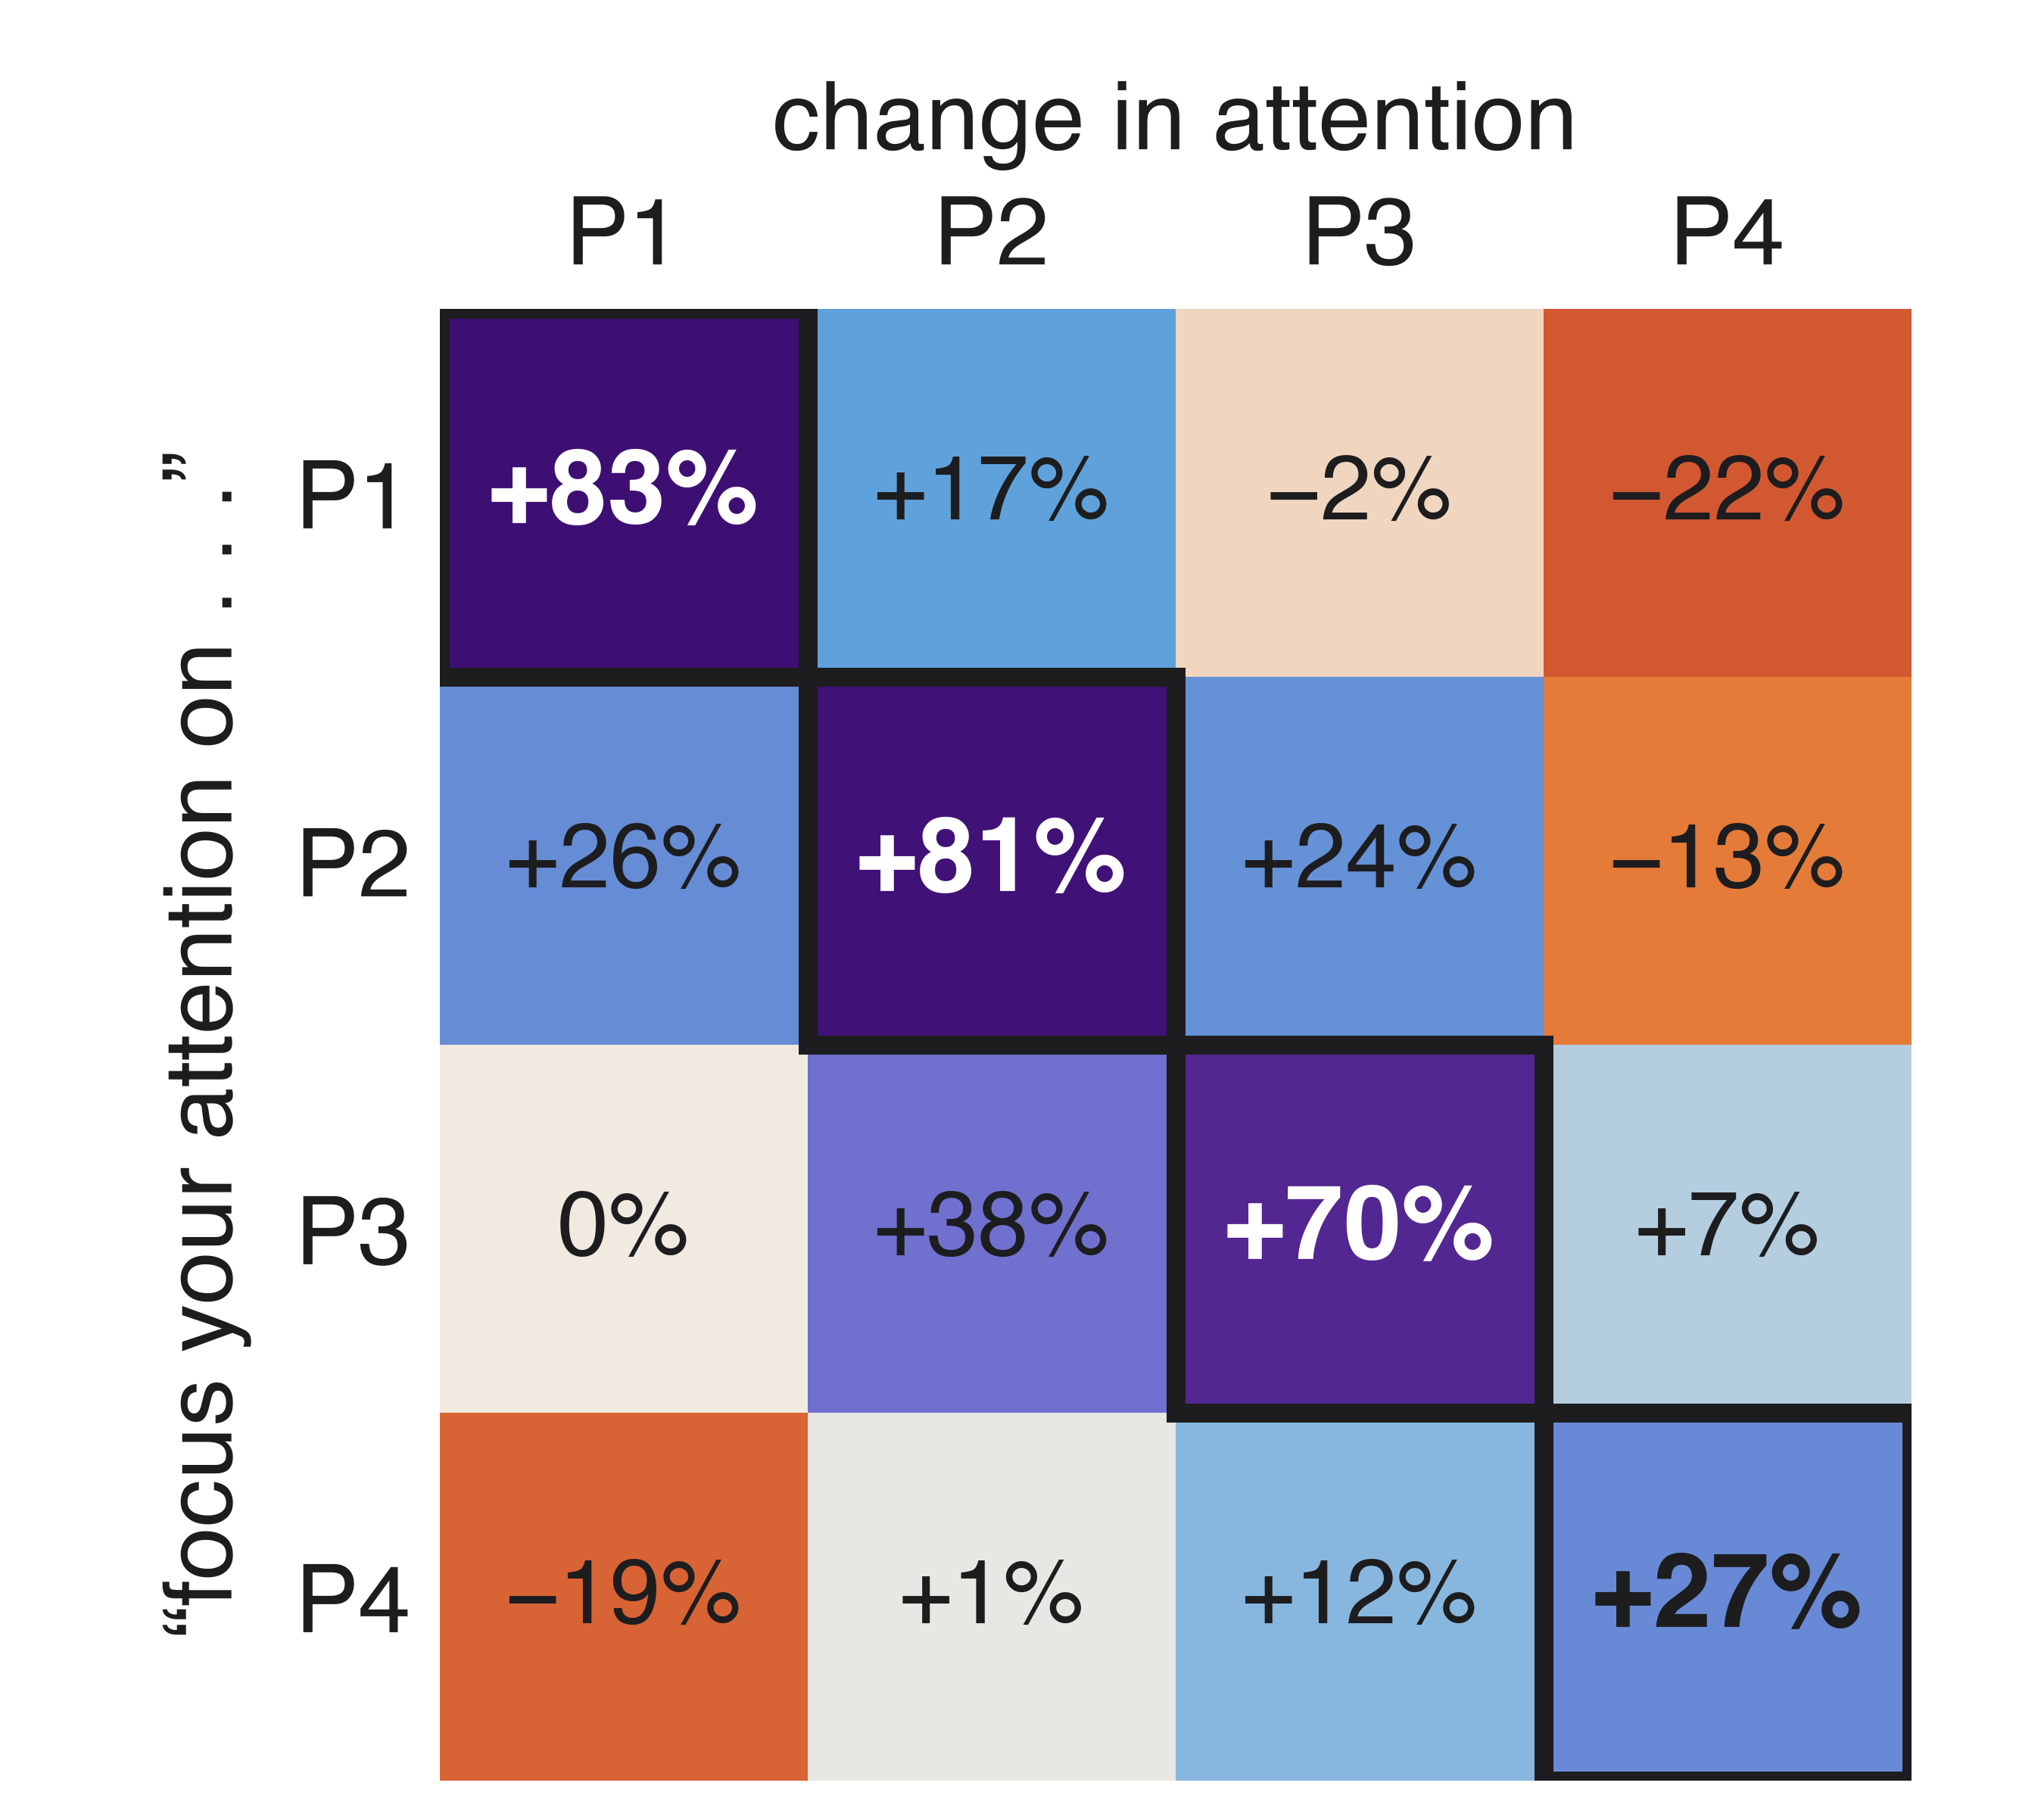 change in attention
P1 P2 P3 P4
“focus your attention on . . .”
P1 +83% +17% −2% −22%
P2 +26% +81% +24% −13%
P3 0% +38% +70% +7%
P4 −19% +1% +12% +27%